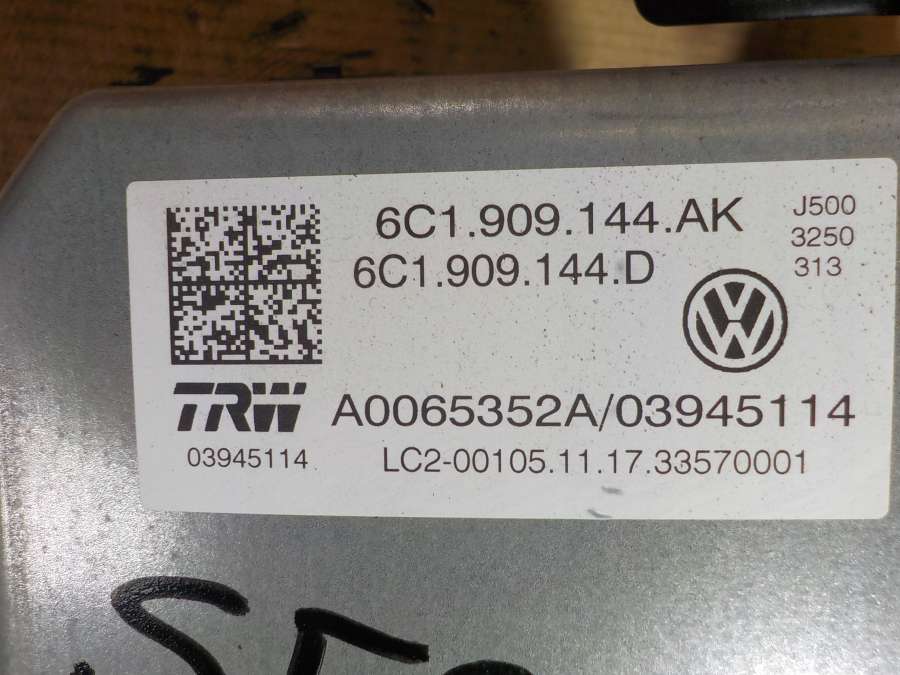 6C1.909.144.AK
6C1.909.144.D
J500
3250
313
TRW
A0065352A/03945114
03945114
LC2-00105.11.17.33570001